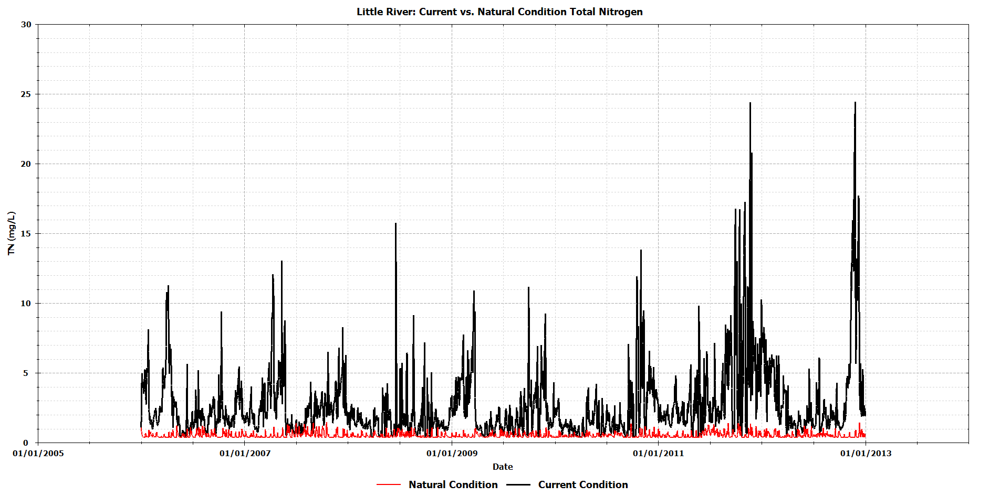 Little River: Current vs. Natural Condition Total Nitrogen
30
25
20
15
10
5
0
TN (mg/L)
01/01/2005 01/01/2007 01/01/2009 01/01/2011 01/01/2013
Date
Natural Condition Current Condition